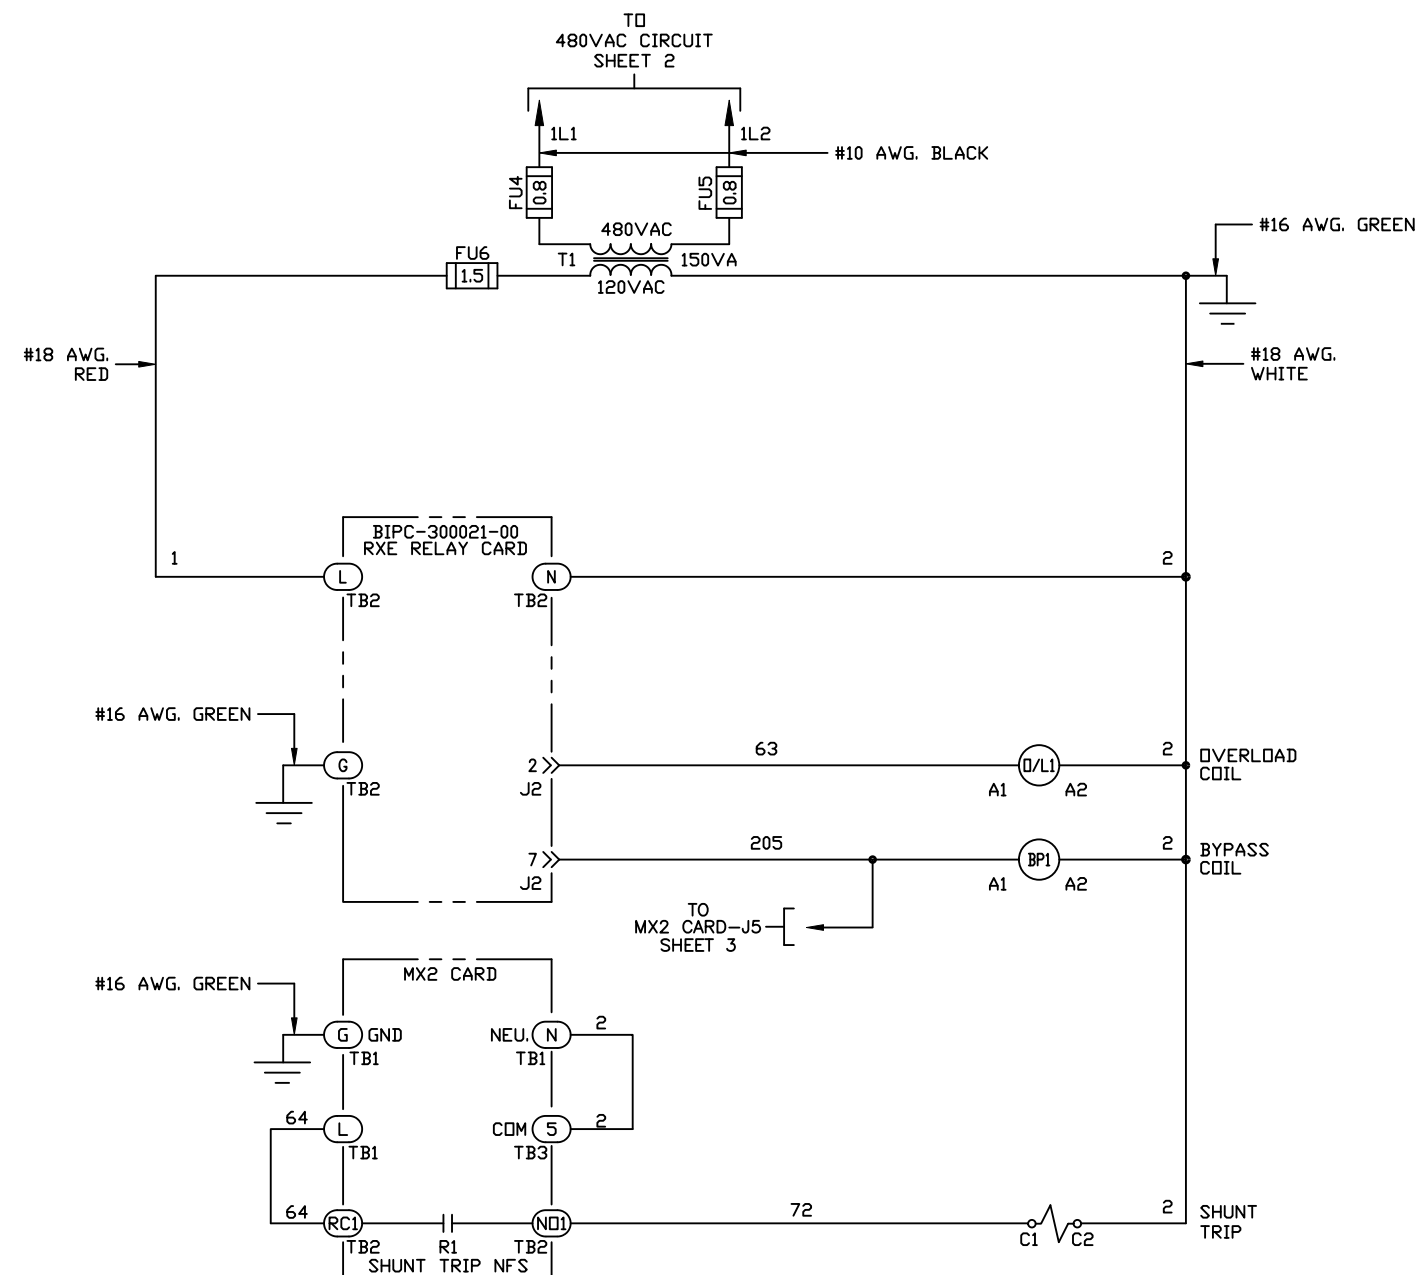 TO
480VAC CIRCUIT
SHEET 2
1L1
1L2
#10 AWG. BLACK
FU4
0.8
FU5
0.8
480VAC
#16 AWG. GREEN
FU6
T1
150VA
1.5
120VAC
#18 AWG.
RED
#18 AWG.
WHITE
BIPC-300021-00
RXE RELAY CARD
1
2
L
N
TB2
TB2
#16 AWG. GREEN
63
2
OVERLOAD
COIL
G
2
O/L1
TB2
J2
A1
A2
205
2
BYPASS
COIL
7
BP1
J2
A1
A2
TO
MX2 CARD-J5
SHEET 3
MX2 CARD
#16 AWG. GREEN
2
G
GND
NEU.
N
TB1
TB1
64
2
L
COM
5
TB1
TB3
64
72
2
SHUNT
TRIP
RC1
NO1
TB2
R1
TB2
C1
C2
SHUNT TRIP NFS